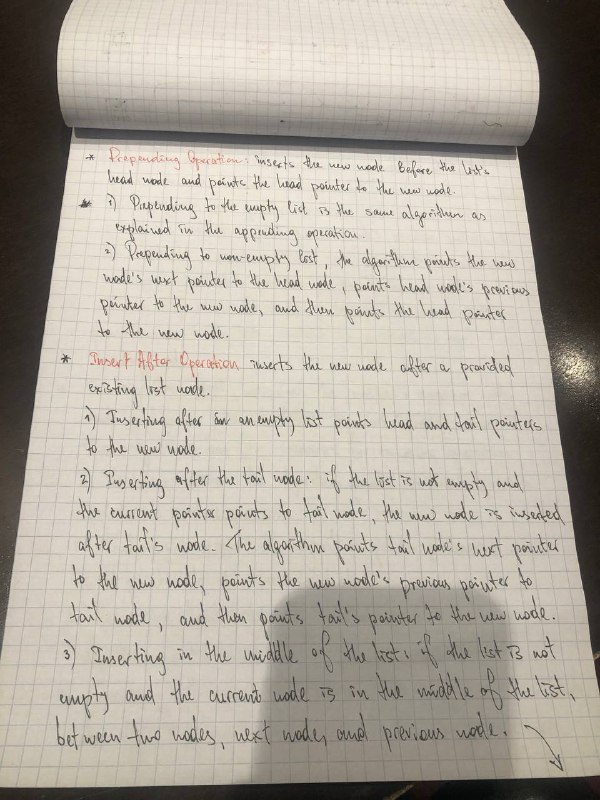 * Prepending Operation: inserts the new node before the list's
head node and points the head pointer to the new node.
* 1) Prepending to the empty list is the same algorithm as
explained in the appending operation.
2) Prepending to non-empty list, the algorithm points the new
node's next pointer to the head node, points head node's previous
pointer to the new node, and then points the head pointer
to the new node.
* Insert After Operation inserts the new node after a provided
existing list node.
1) Inserting after in an empty list points head and tail pointers
to the new node.
2) Inserting after the tail node: if the list is not empty and
the current pointer points to tail node, the new node is inserted
after tail's node. The algorithm points tail node's next pointer
to the new node, points the new node's previous pointer to
tail node, and then points tail's pointer to the new node.
3) Inserting in the middle of the list: if the list is not
empty and the current node is in the middle of the list,
between two nodes, next node, and previous node.